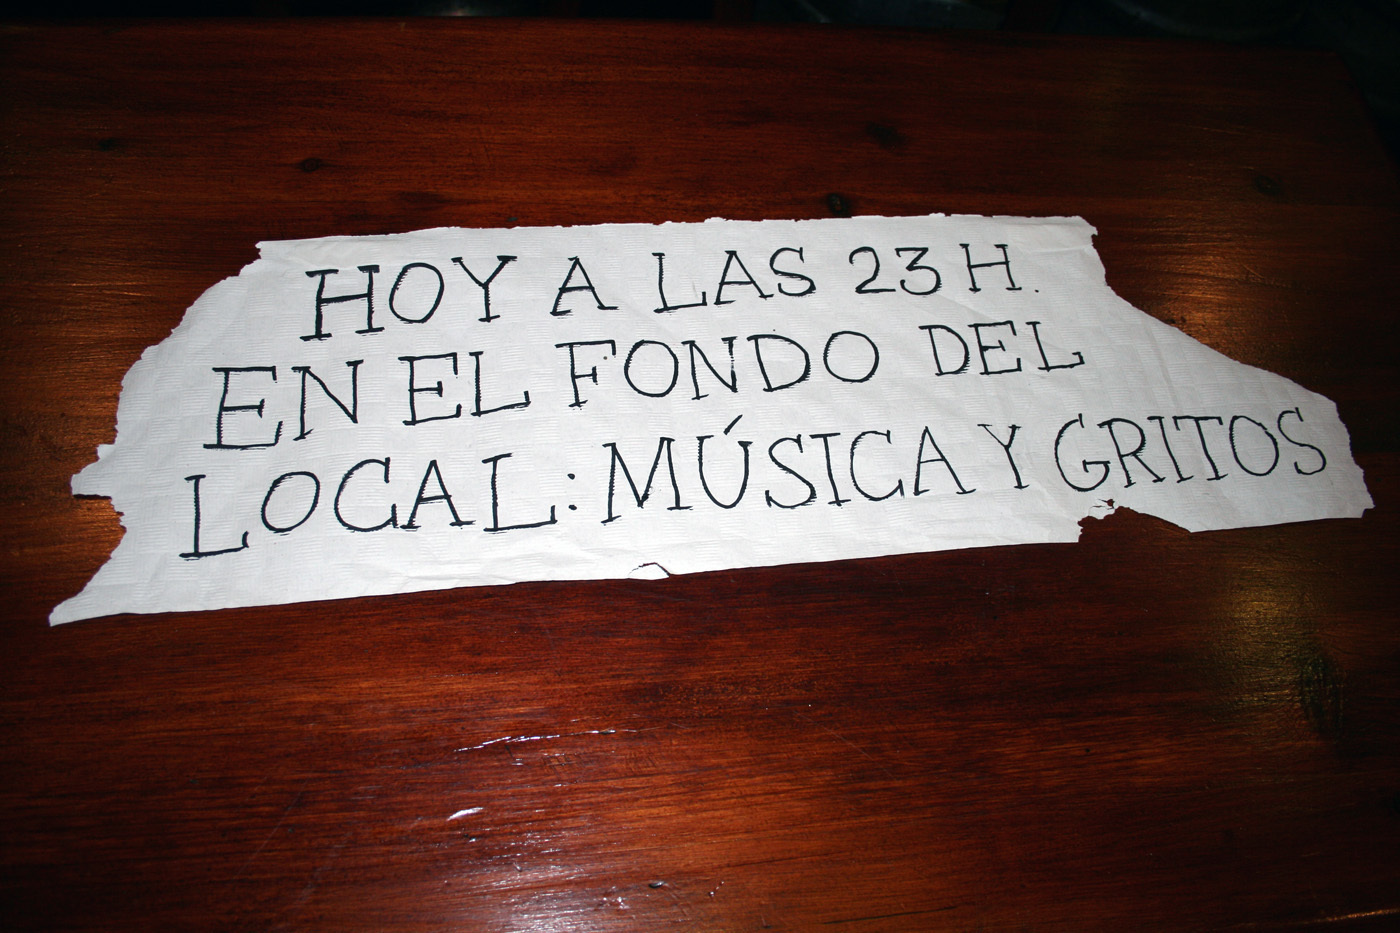 HOY A LAS 23 H.
EN EL FONDO DEL
LOCAL: MÚSICA Y GRITOS